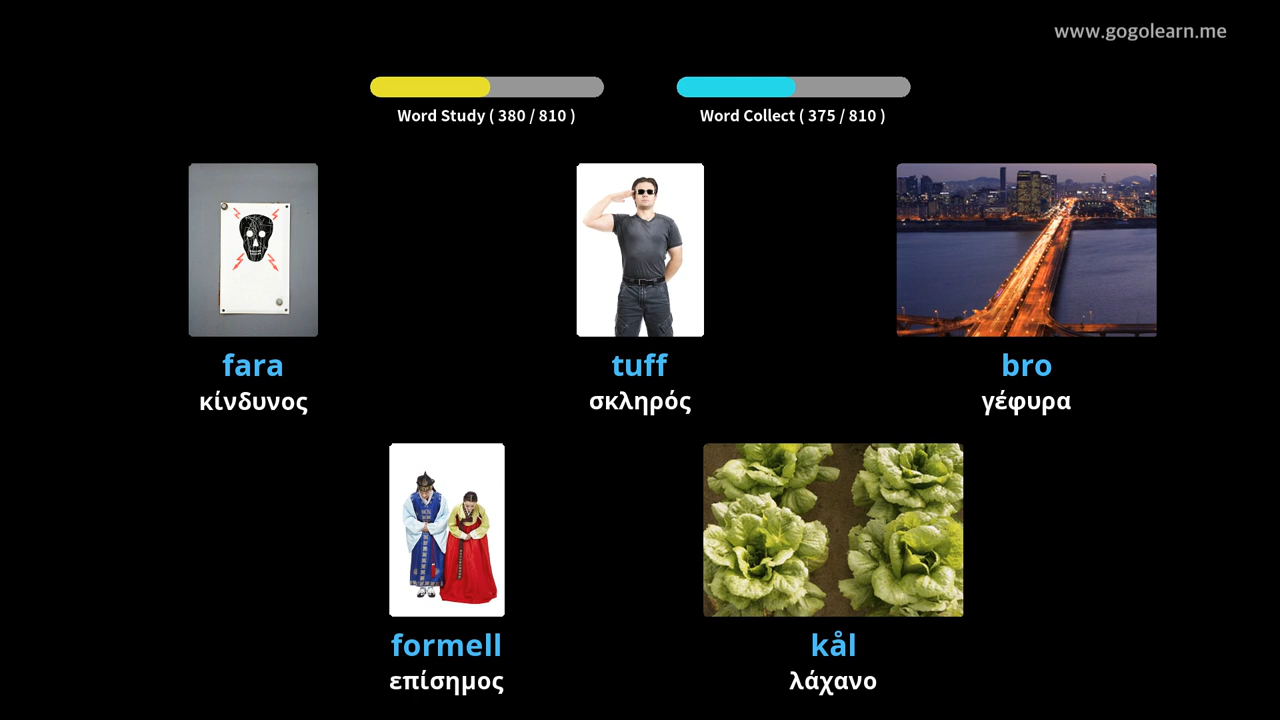 www.gogolearn.me
Word Study ( 380 / 810 )
Word Collect ( 375 / 810 )
fara
κίνδυνος
tuff
σκληρός
bro
γέφυρα
formell
επίσημος
kål
λάχανο